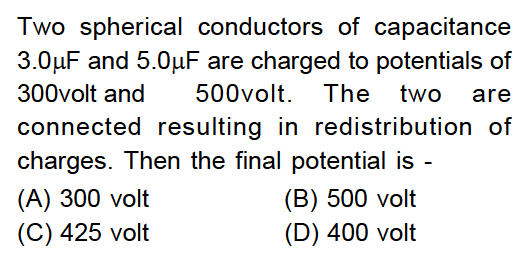 Two spherical conductors of capacitance
3.0μF and 5.0μF are charged to potentials of
300volt and 500volt. The two are
connected resulting in redistribution of
charges. Then the final potential is -
(A) 300 volt (B) 500 volt
(C) 425 volt (D) 400 volt